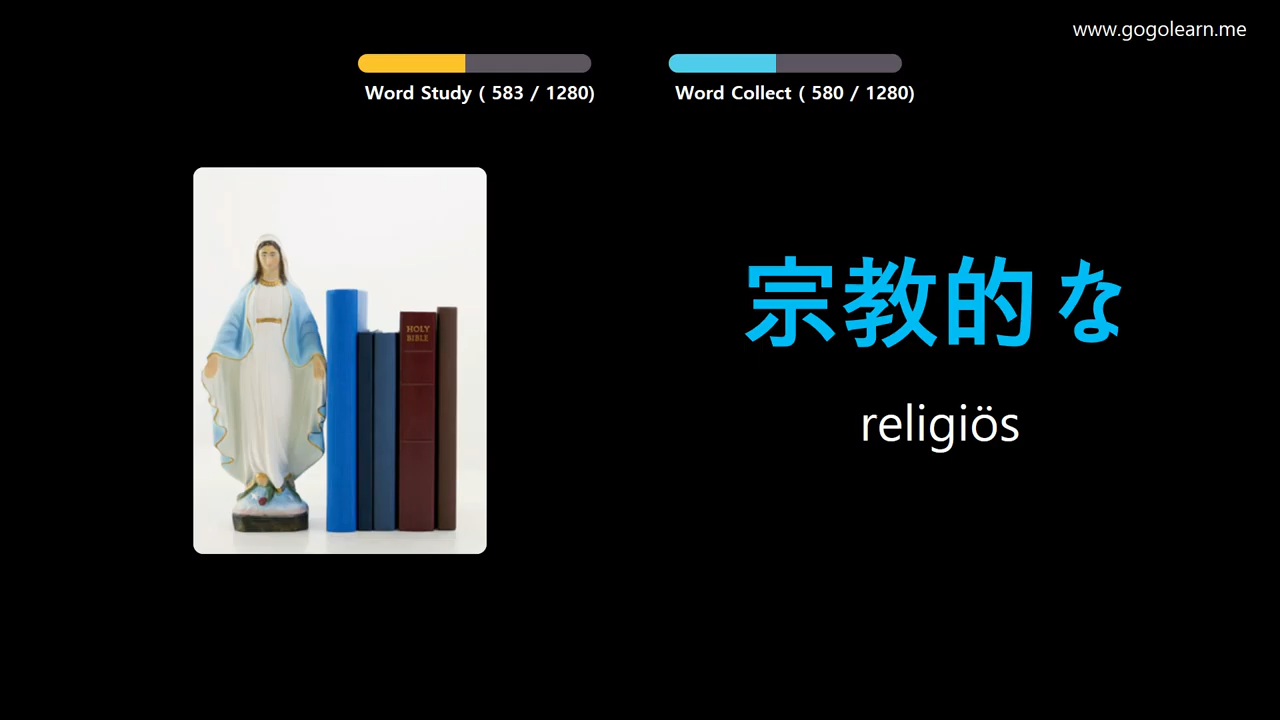 www.gogolearn.me
Word Study ( 583 / 1280)
Word Collect ( 580 / 1280)
HOLY
BIBLE
宗教的な
religiös